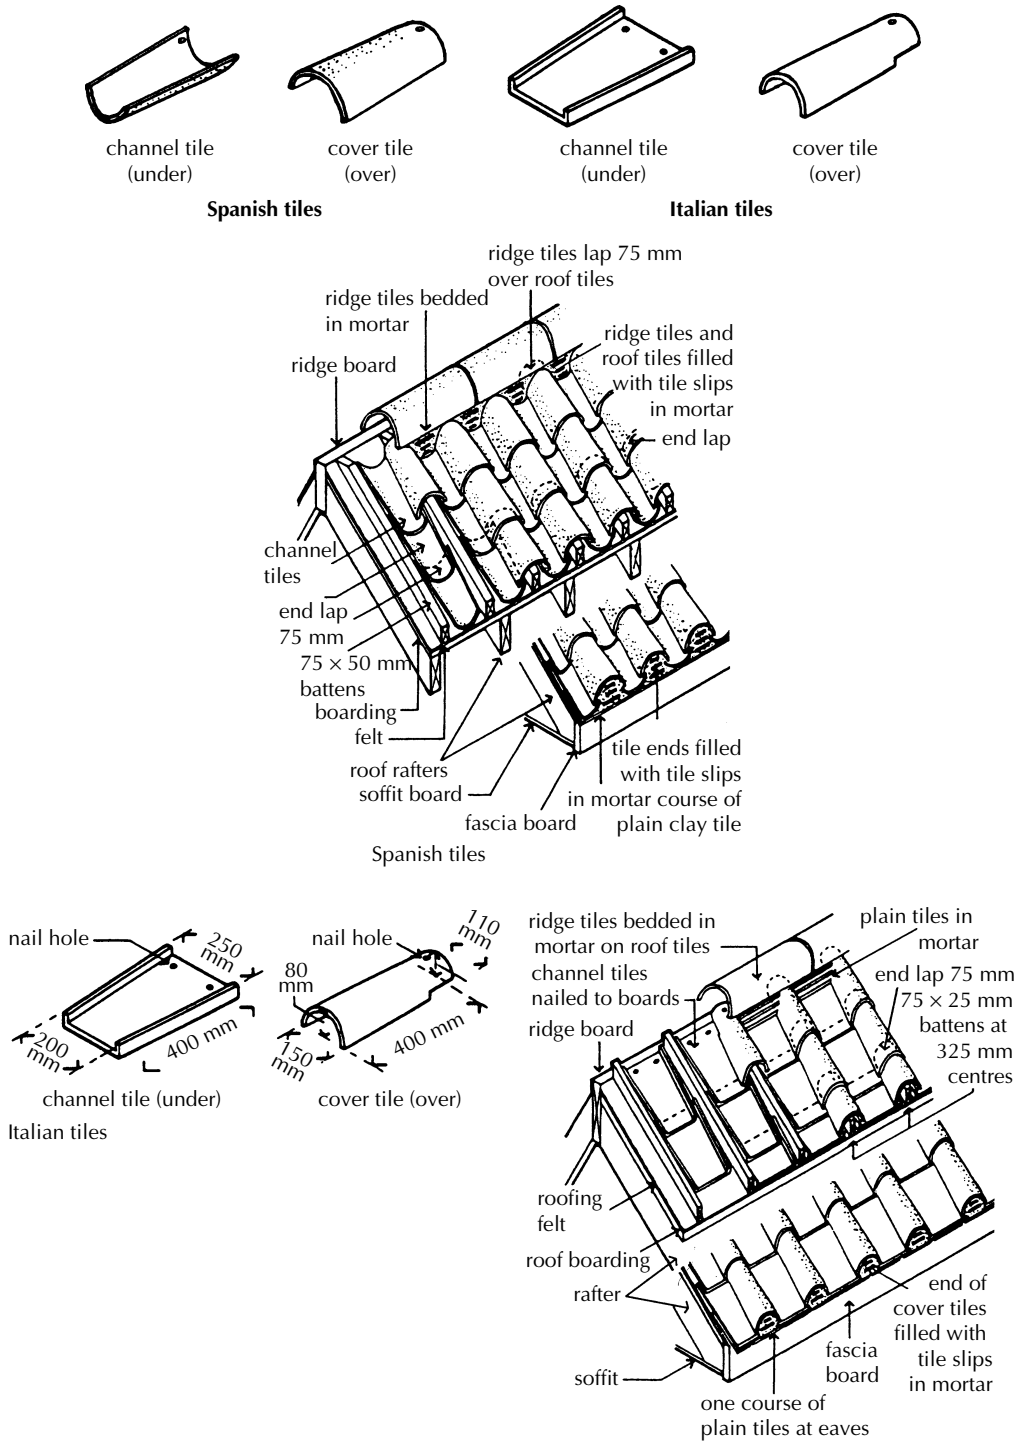 channel tile
(under)
cover tile
(over)
channel tile
(under)
cover tile
(over)
Spanish tiles
Italian tiles
ridge tiles lap 75 mm
over roof tiles
ridge tiles bedded
in mortar
ridge tiles and
roof tiles filled
with tile slips
in mortar
ridge board
end lap
channel
tiles
end lap
75 mm
75 × 50 mm
battens
boarding
felt
roof rafters
soffit board
fascia board
tile ends filled
with tile slips
in mortar course of
plain clay tile
Spanish tiles
nail hole
250
mm
200
mm
400 mm
channel tile (under)
nail hole
110
mm
80
mm
150
mm
400 mm
cover tile (over)
Italian tiles
ridge tiles bedded in
mortar on roof tiles
channel tiles
nailed to boards
ridge board
plain tiles in
mortar
end lap 75 mm
75 × 25 mm
battens at
325 mm
centres
roofing
felt
roof boarding
rafter
soffit
fascia
board
end of
cover tiles
filled with
tile slips
in mortar
one course of
plain tiles at eaves